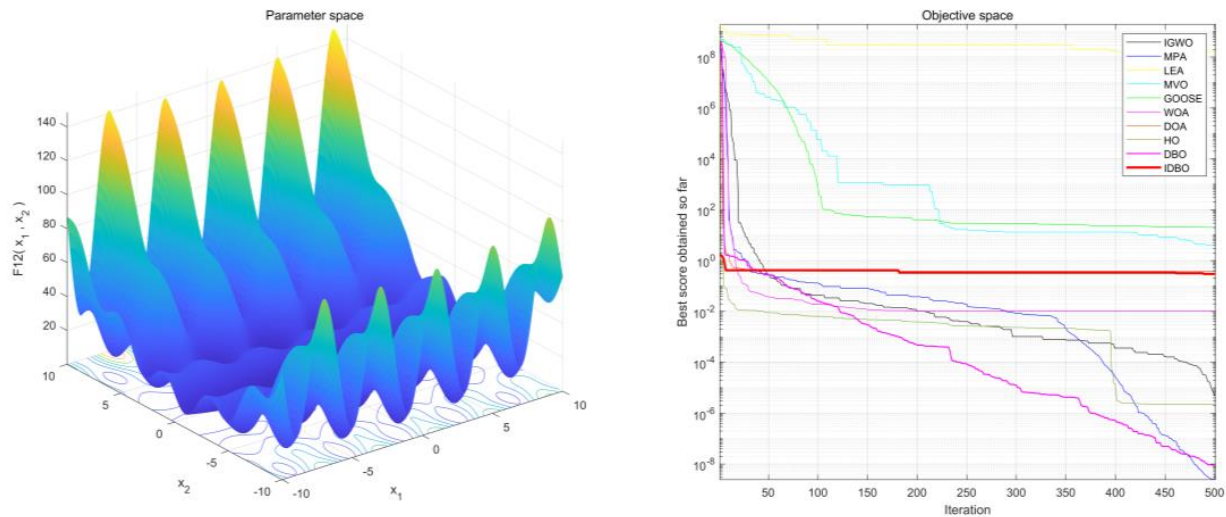 Parameter space
140
120
100
80
60
40
20
F12( x1 , x2 )
10
5
0
-5
-10
x2
-10
-5
0
5
10
x1
Objective space
10^8
10^6
10^4
10^2
10^0
10^-2
10^-4
10^-6
10^-8
Best score obtained so far
IGWO
MPA
LEA
MVO
GOOSE
WOA
DOA
HO
DBO
IDBO
50 100 150 200 250 300 350 400 450 500
Iteration